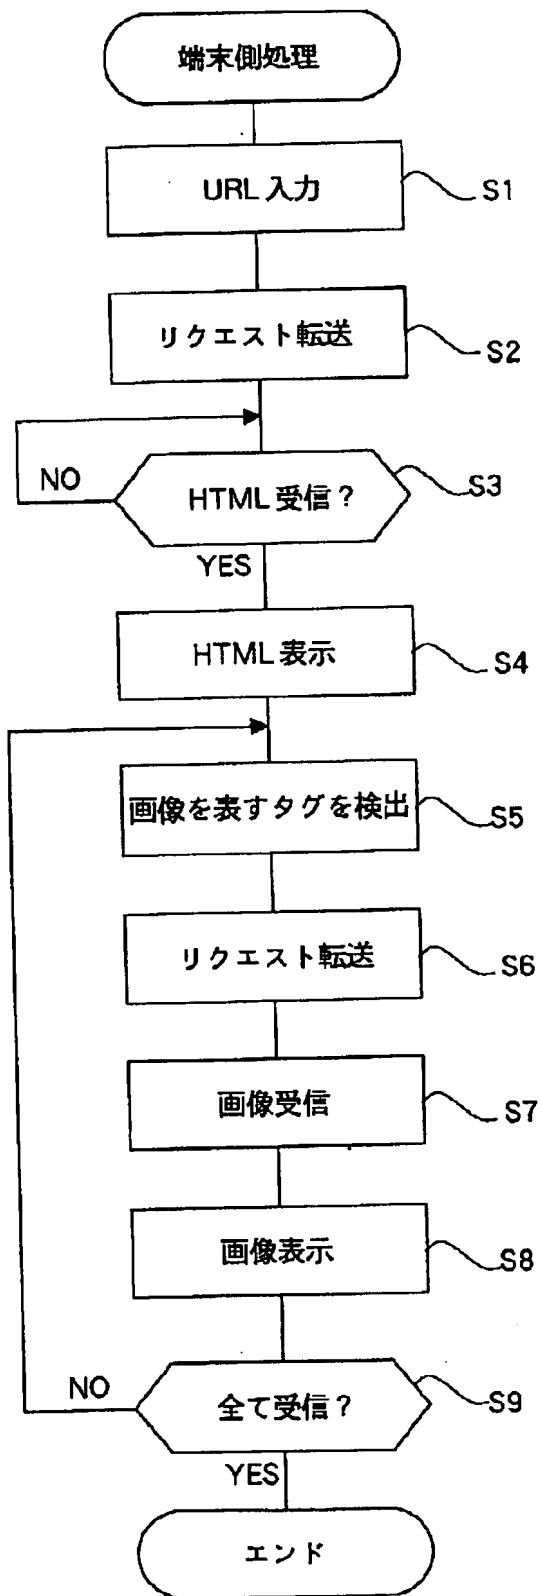 端末側処理
URL入力
S1
リクエスト転送
S2
NO
HTML受信?
S3
YES
HTML表示
S4
画像を表すタグを検出
S5
リクエスト転送
S6
画像受信
S7
画像表示
S8
NO
全て受信?
S9
YES
エンド